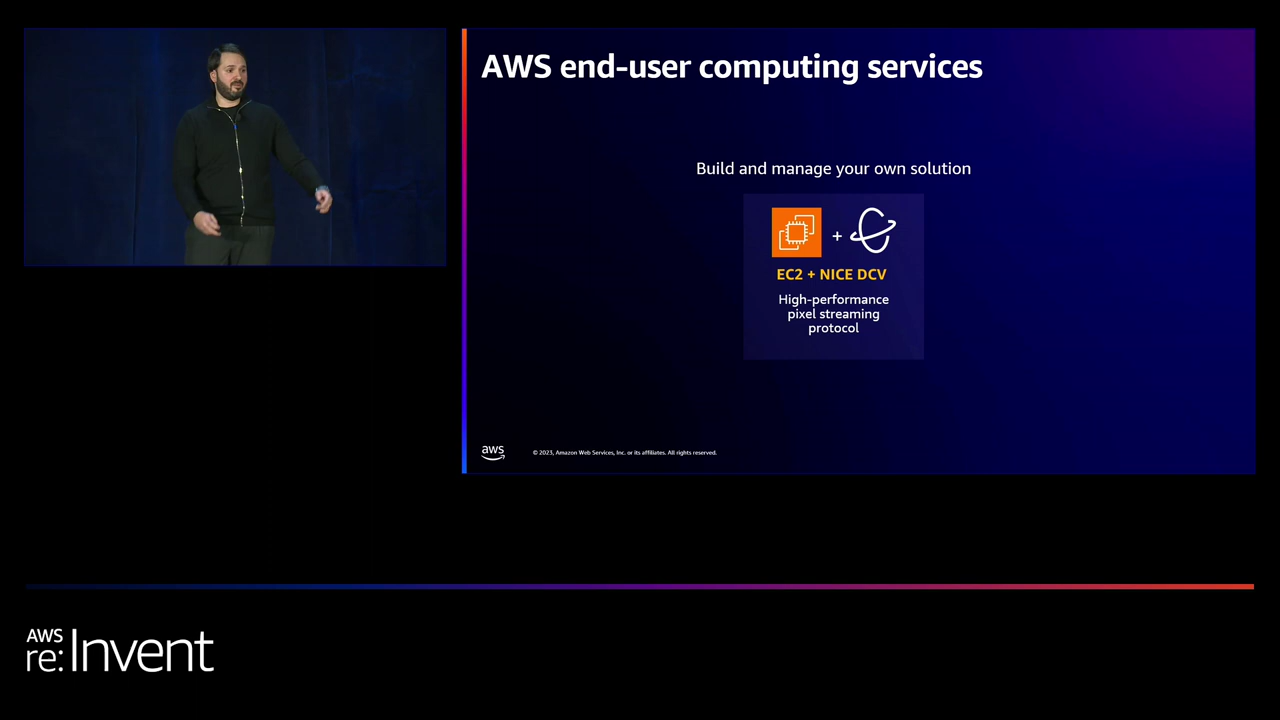 AWS end-user computing services
Build and manage your own solution
+
EC2 + NICE DCV
High-performance
pixel streaming
protocol
aws
© 2023, Amazon Web Services, Inc. or its affiliates. All rights reserved.
AWS
re:Invent